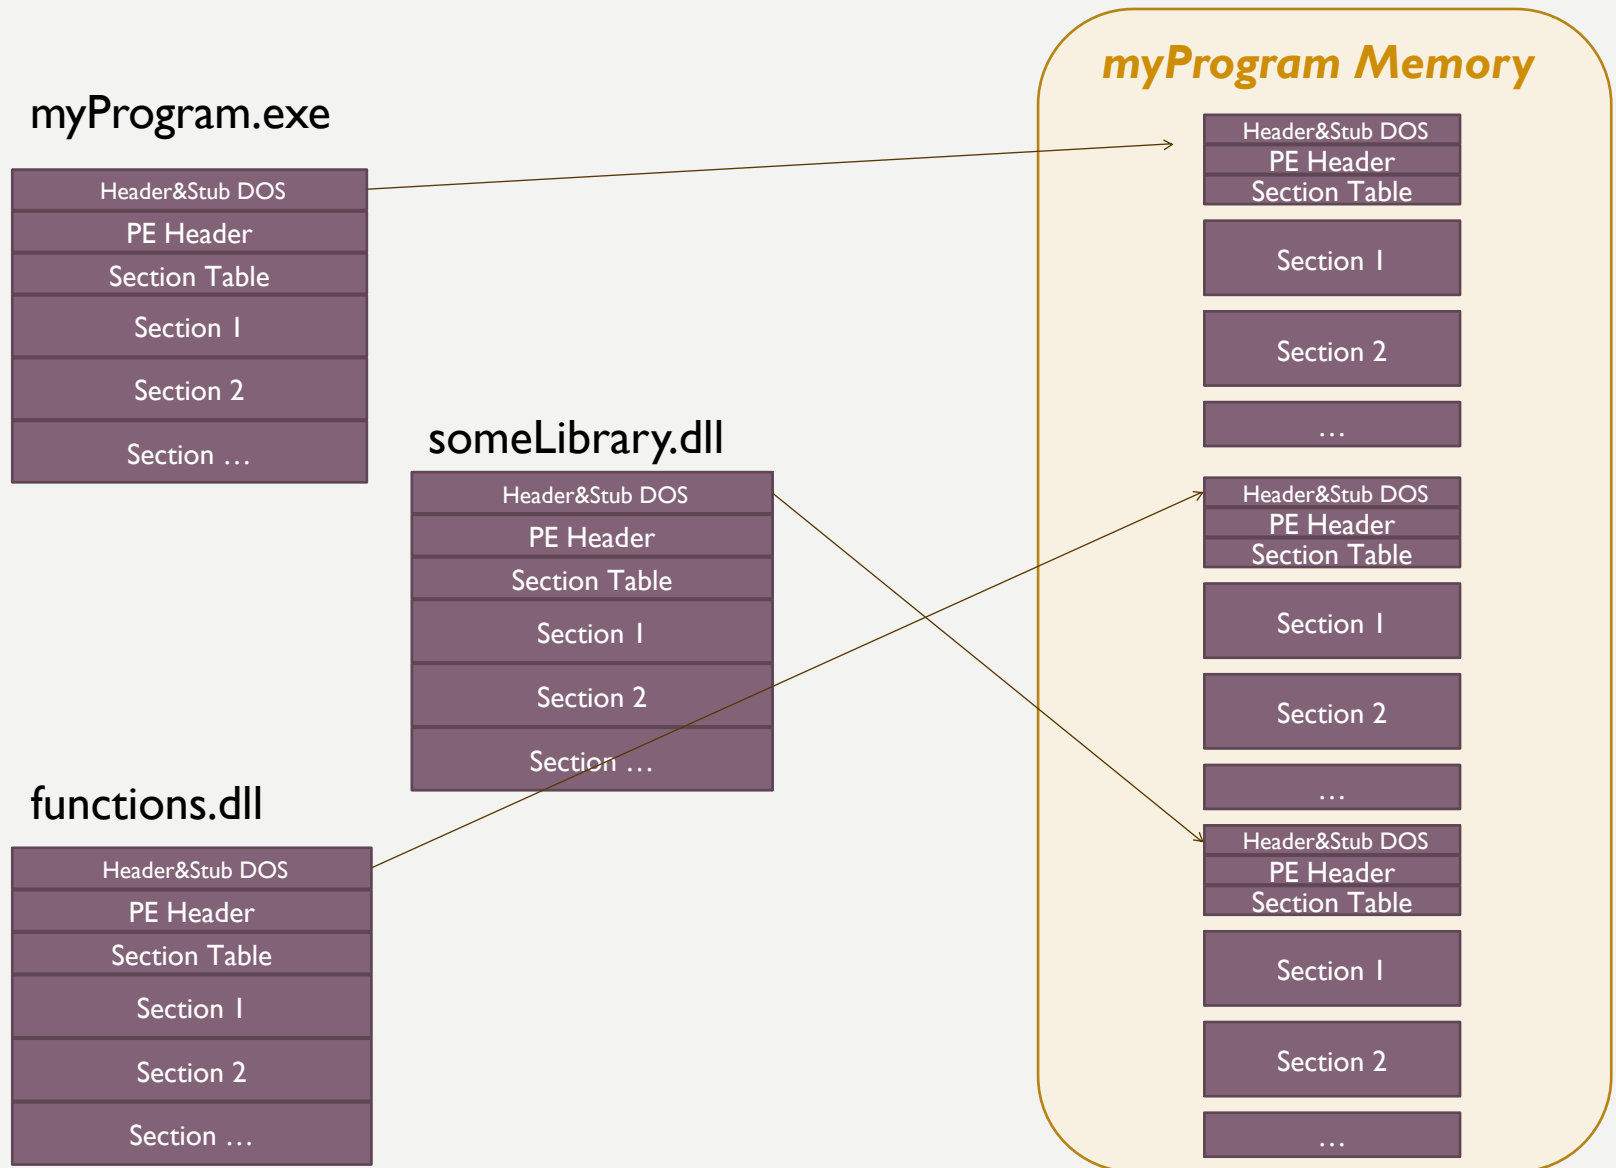 myProgram.exe
Header&Stub DOS
PE Header
Section Table
Section 1
Section 2
Section …
someLibrary.dll
Header&Stub DOS
PE Header
Section Table
Section 1
Section 2
Section …
functions.dll
Header&Stub DOS
PE Header
Section Table
Section 1
Section 2
Section …
myProgram Memory
Header&Stub DOS
PE Header
Section Table
Section 1
Section 2
…
Header&Stub DOS
PE Header
Section Table
Section 1
Section 2
…
Header&Stub DOS
PE Header
Section Table
Section 1
Section 2
…